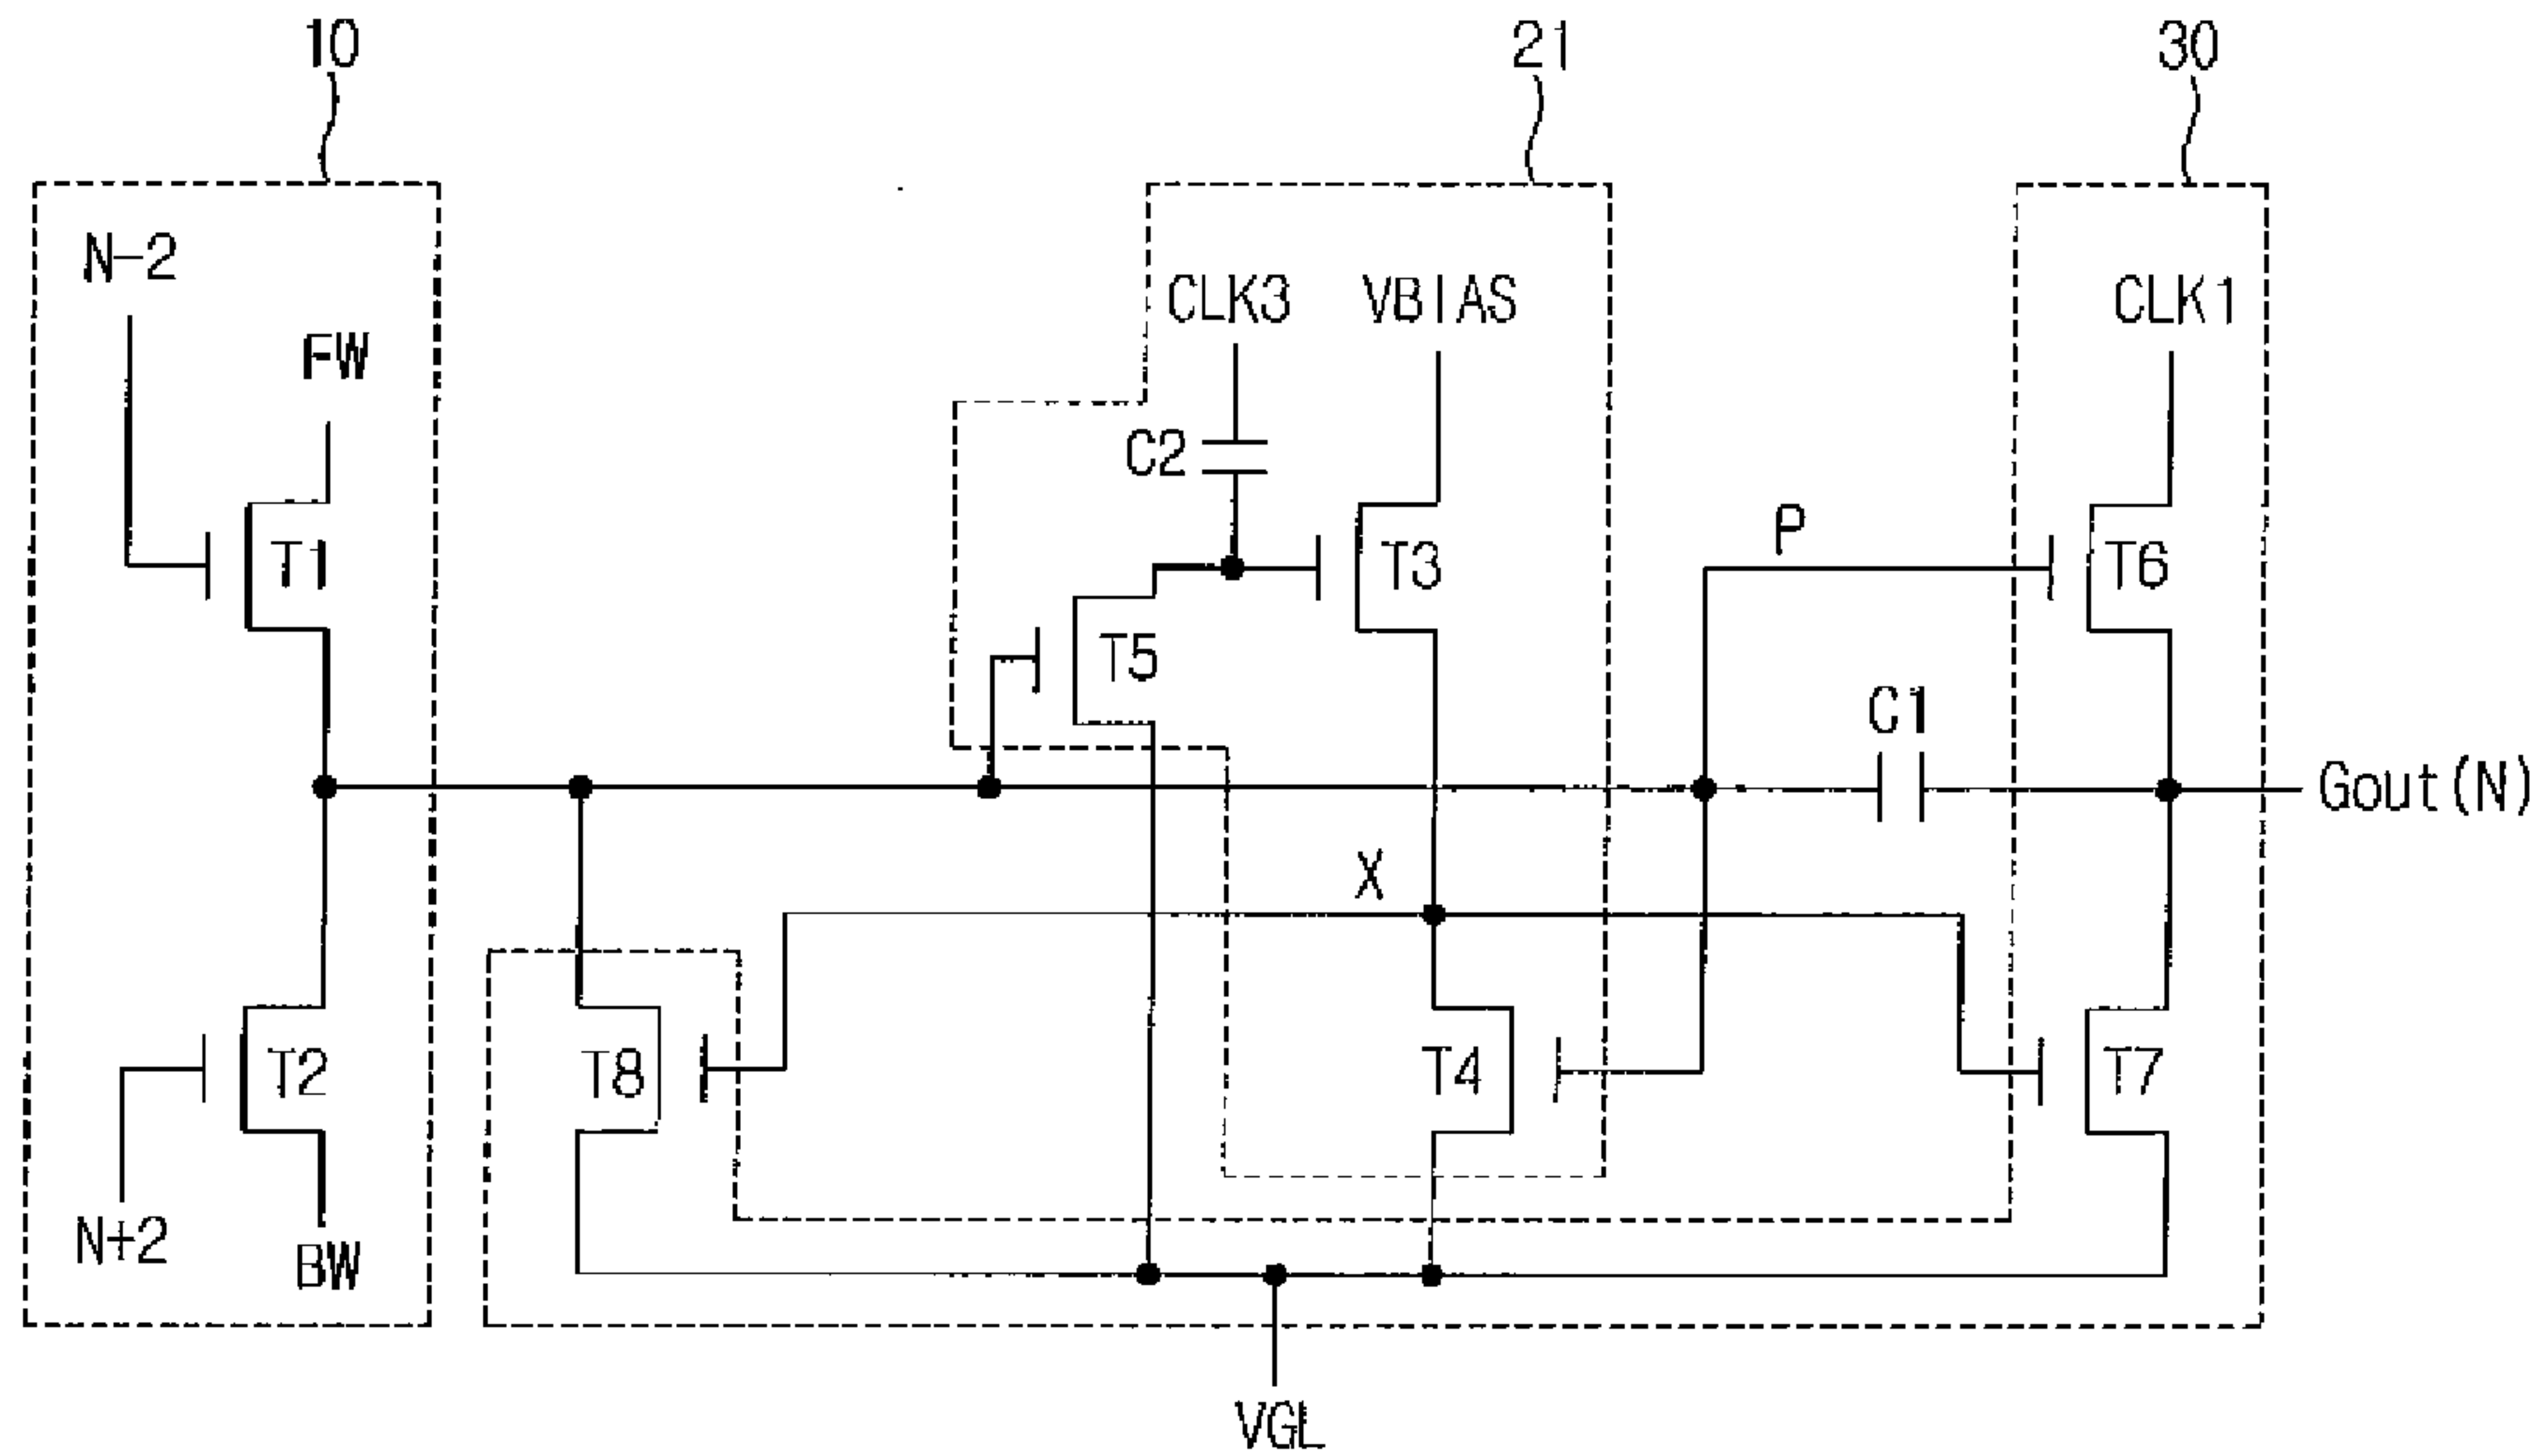 10
21
30
N-2
FW
CLK3
VBIAS
CLK1
C2
P
T1
T3
T6
T5
C1
Gout(N)
X
T2
T8
T4
T7
N+2
BW
VGL